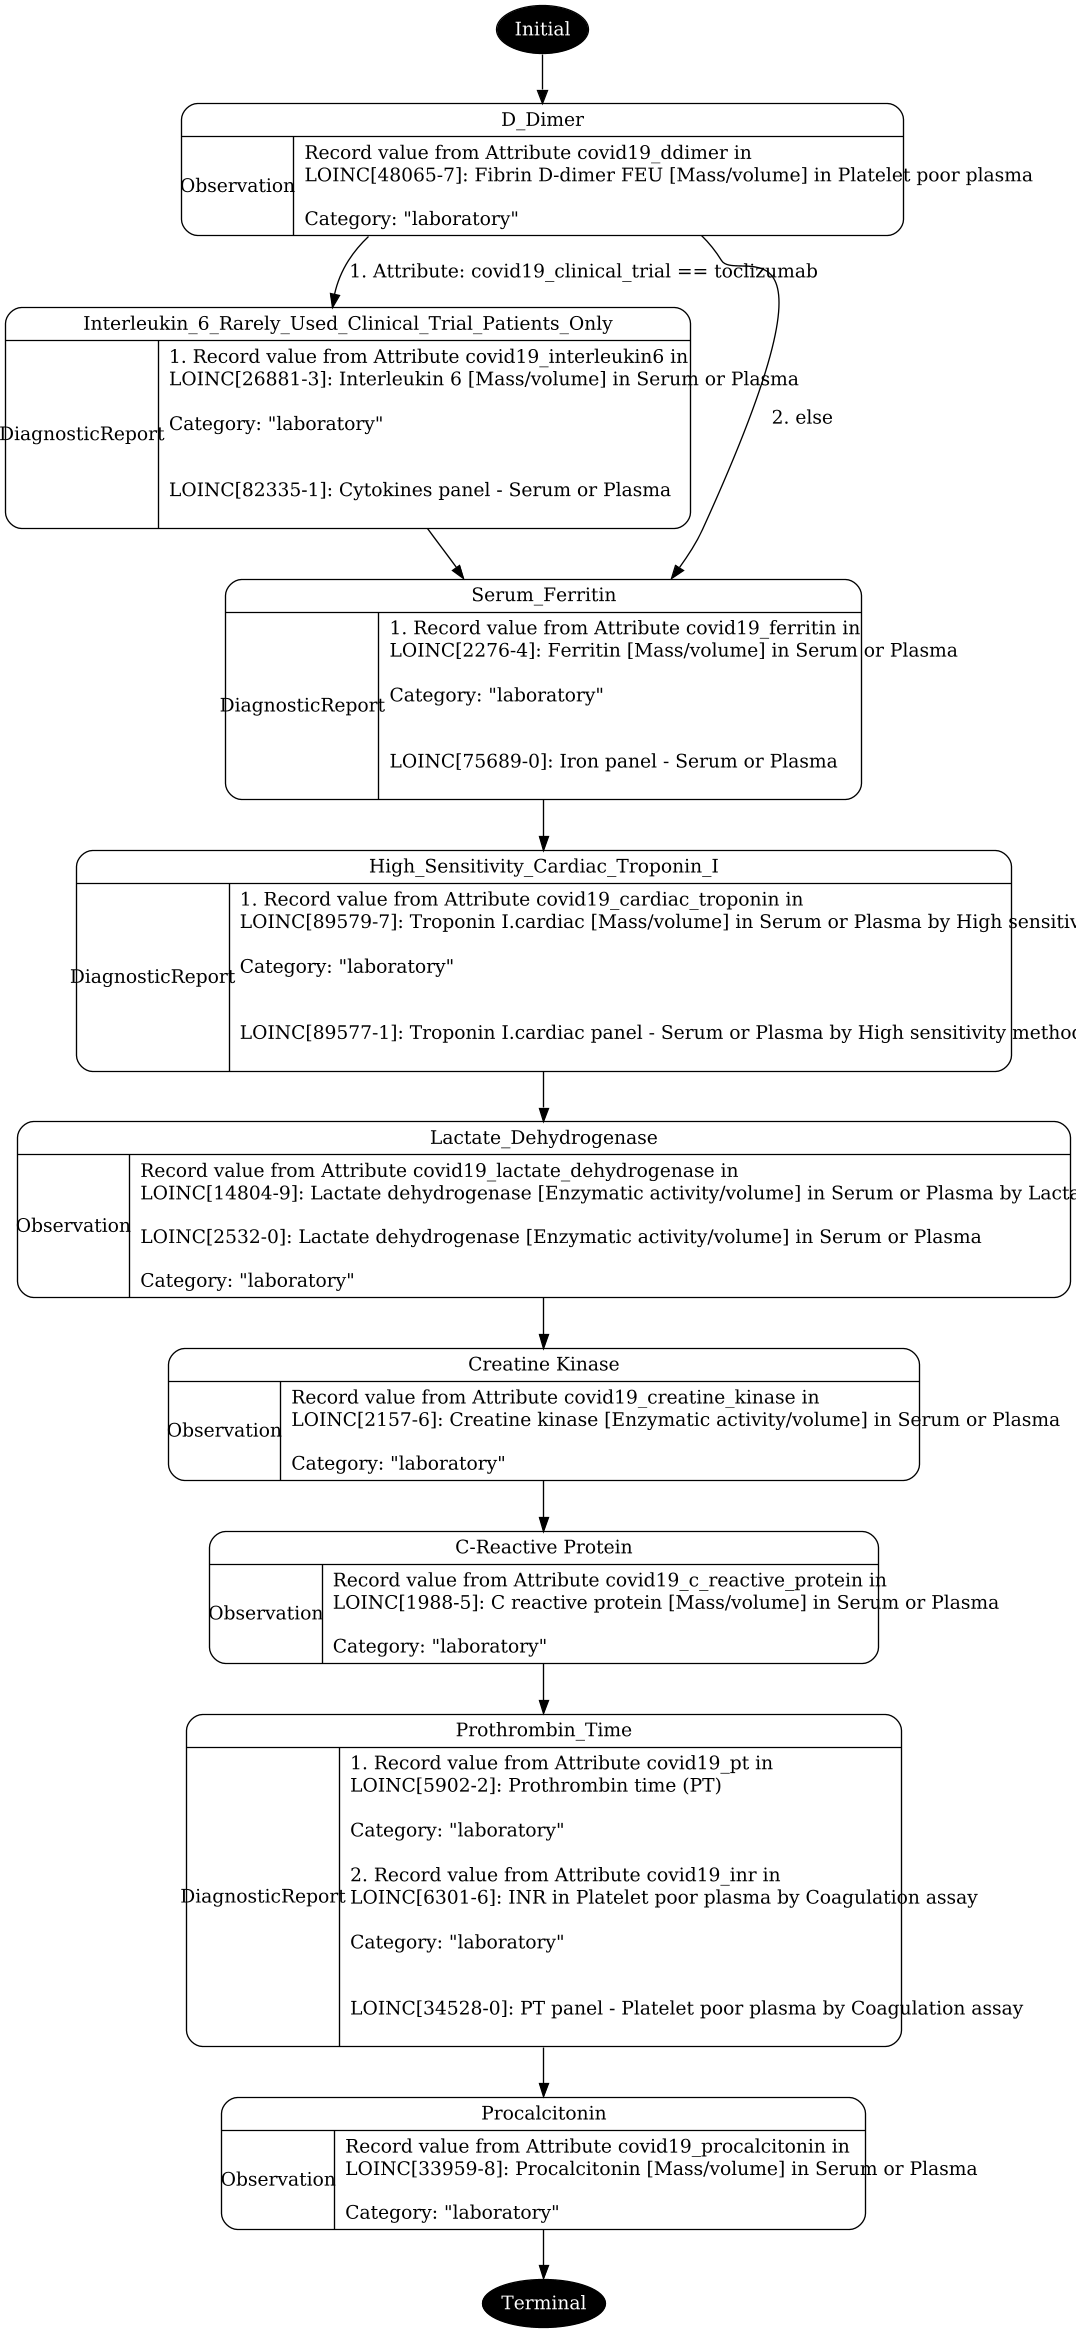 Initial
D_Dimer
Observation
Record value from Attribute covid19_ddimer in
LOINC[48065-7]: Fibrin D-dimer FEU [Mass/volume] in Platelet poor plasma
Category: "laboratory"
1. Attribute: covid19_clinical_trial == toclizumab
Interleukin_6_Rarely_Used_Clinical_Trial_Patients_Only
DiagnosticReport
1. Record value from Attribute covid19_interleukin6 in
LOINC[26881-3]: Interleukin 6 [Mass/volume] in Serum or Plasma
Category: "laboratory"
LOINC[82335-1]: Cytokines panel - Serum or Plasma
2. else
Serum_Ferritin
DiagnosticReport
1. Record value from Attribute covid19_ferritin in
LOINC[2276-4]: Ferritin [Mass/volume] in Serum or Plasma
Category: "laboratory"
LOINC[75689-0]: Iron panel - Serum or Plasma
High_Sensitivity_Cardiac_Troponin_I
DiagnosticReport
1. Record value from Attribute covid19_cardiac_troponin in
LOINC[89579-7]: Troponin I.cardiac [Mass/volume] in Serum or Plasma by High sensitiv
Category: "laboratory"
LOINC[89577-1]: Troponin I.cardiac panel - Serum or Plasma by High sensitivity method
Lactate_Dehydrogenase
Observation
Record value from Attribute covid19_lactate_dehydrogenase in
LOINC[14804-9]: Lactate dehydrogenase [Enzymatic activity/volume] in Serum or Plasma by Lacta
LOINC[2532-0]: Lactate dehydrogenase [Enzymatic activity/volume] in Serum or Plasma
Category: "laboratory"
Creatine Kinase
Observation
Record value from Attribute covid19_creatine_kinase in
LOINC[2157-6]: Creatine kinase [Enzymatic activity/volume] in Serum or Plasma
Category: "laboratory"
C-Reactive Protein
Observation
Record value from Attribute covid19_c_reactive_protein in
LOINC[1988-5]: C reactive protein [Mass/volume] in Serum or Plasma
Category: "laboratory"
Prothrombin_Time
DiagnosticReport
1. Record value from Attribute covid19_pt in
LOINC[5902-2]: Prothrombin time (PT)
Category: "laboratory"
2. Record value from Attribute covid19_inr in
LOINC[6301-6]: INR in Platelet poor plasma by Coagulation assay
Category: "laboratory"
LOINC[34528-0]: PT panel - Platelet poor plasma by Coagulation assay
Procalcitonin
Observation
Record value from Attribute covid19_procalcitonin in
LOINC[33959-8]: Procalcitonin [Mass/volume] in Serum or Plasma
Category: "laboratory"
Terminal